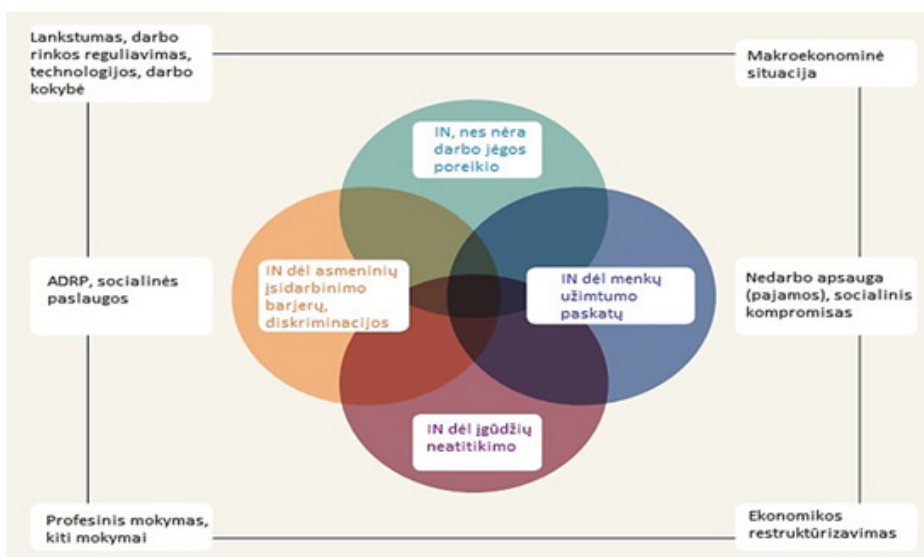 Lankstumas, darbo
rinkos reguliavimas,
technologijos, darbo
kokybė
Makroekonominė
situacija
IN, nes nėra
darbo jėgos
poreikio
ADRP, socialinės
paslaugos
IN dėl asmeninių
įsidarbinimo
barjerų,
diskriminacijos
IN dėl menkų
užimtumo
paskatų
Nedarbo apsauga
(pajamos), socialinis
kompromisas
IN dėl įgūdžių
neatitikimo
Profesinis mokymas,
kiti mokymai
Ekonomikos
restruktūrizavimas